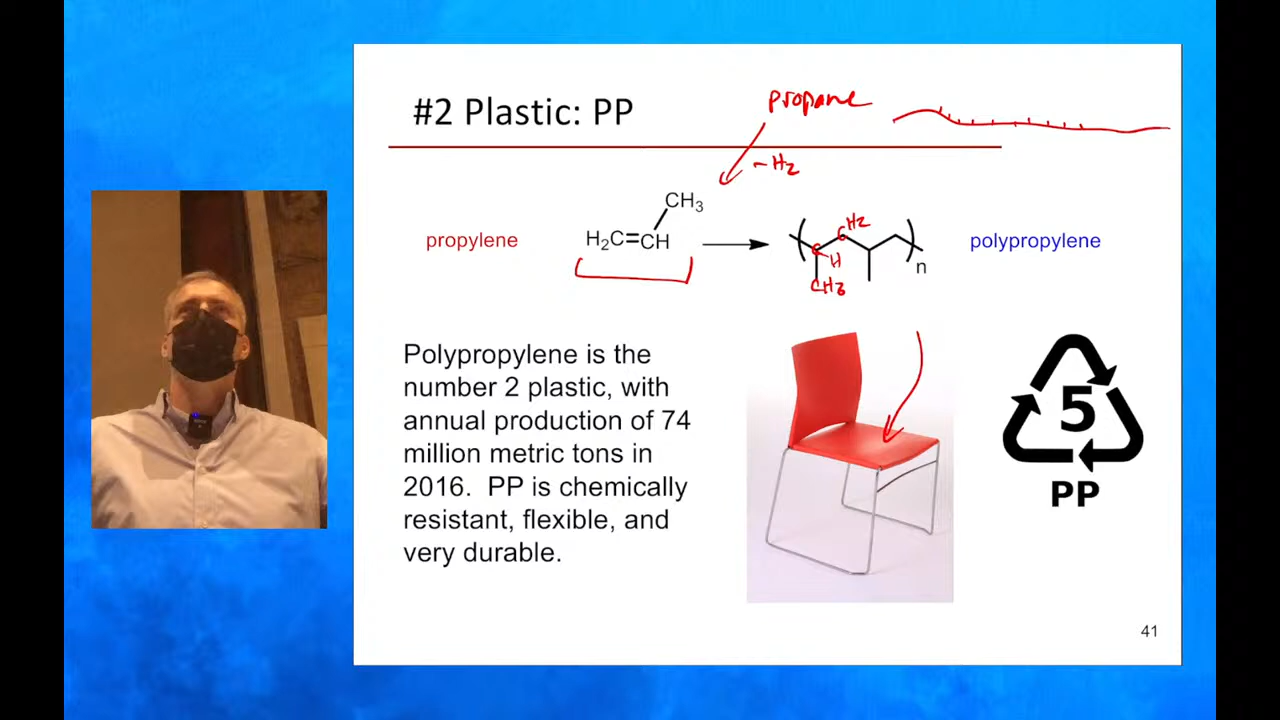 #2 Plastic: PP
propane
– H2
CH3
propylene
H2C=CH
CH2
C
H
CH3
n
polypropylene
Polypropylene is the
number 2 plastic, with
annual production of 74
million metric tons in
2016. PP is chemically
resistant, flexible, and
very durable.
5
PP
41